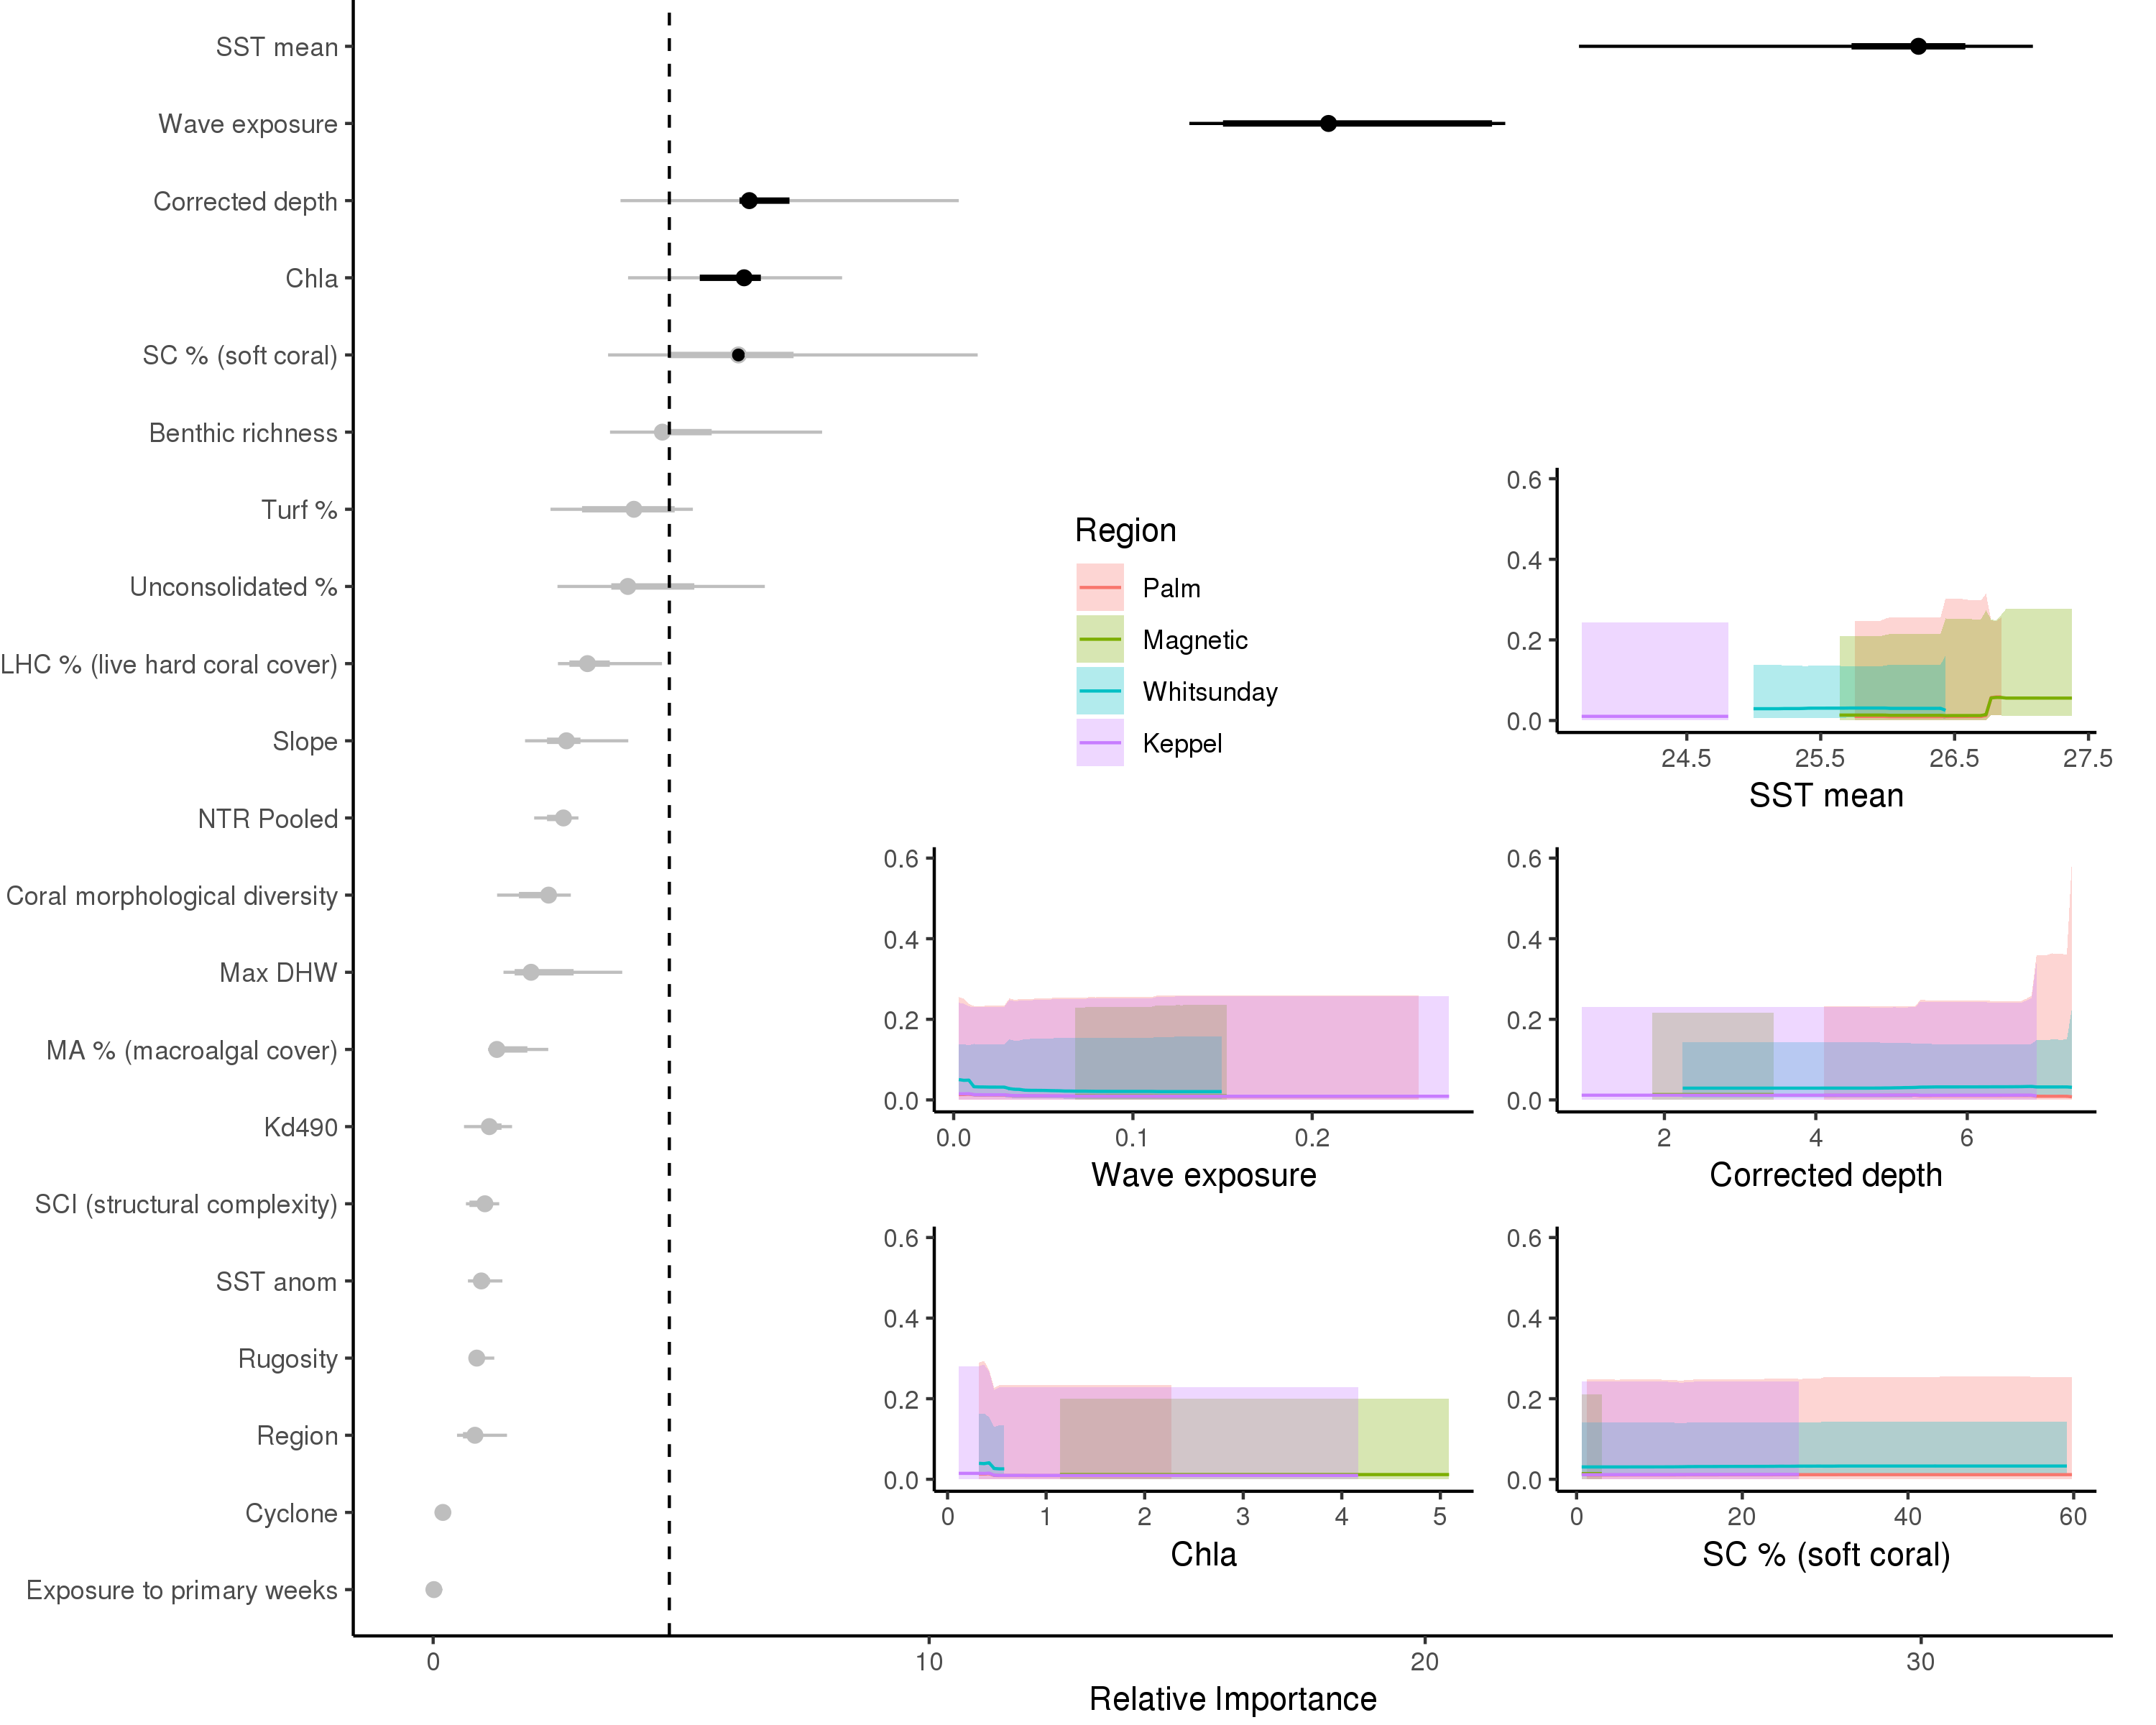 SST mean
Wave exposure
Corrected depth
Chla
SC % (soft coral)
Benthic richness
Turf %
Unconsolidated %
LHC % (live hard coral cover)
Slope
NTR Pooled
Coral morphological diversity
Max DHW
MA % (macroalgal cover)
Kd490
SCI (structural complexity)
SST anom
Rugosity
Region
Cyclone
Exposure to primary weeks
0 10 20 30
Relative Importance
Region
Palm
Magnetic
Whitsunday
Keppel
0.6
0.4
0.2
0.0
24.5 25.5 26.5 27.5
SST mean
0.6
0.4
0.2
0.0
0.0 0.1 0.2
Wave exposure
0.6
0.4
0.2
0.0
2 4 6
Corrected depth
0.6
0.4
0.2
0.0
0 1 2 3 4 5
Chla
0.6
0.4
0.2
0.0
0 20 40 60
SC % (soft coral)